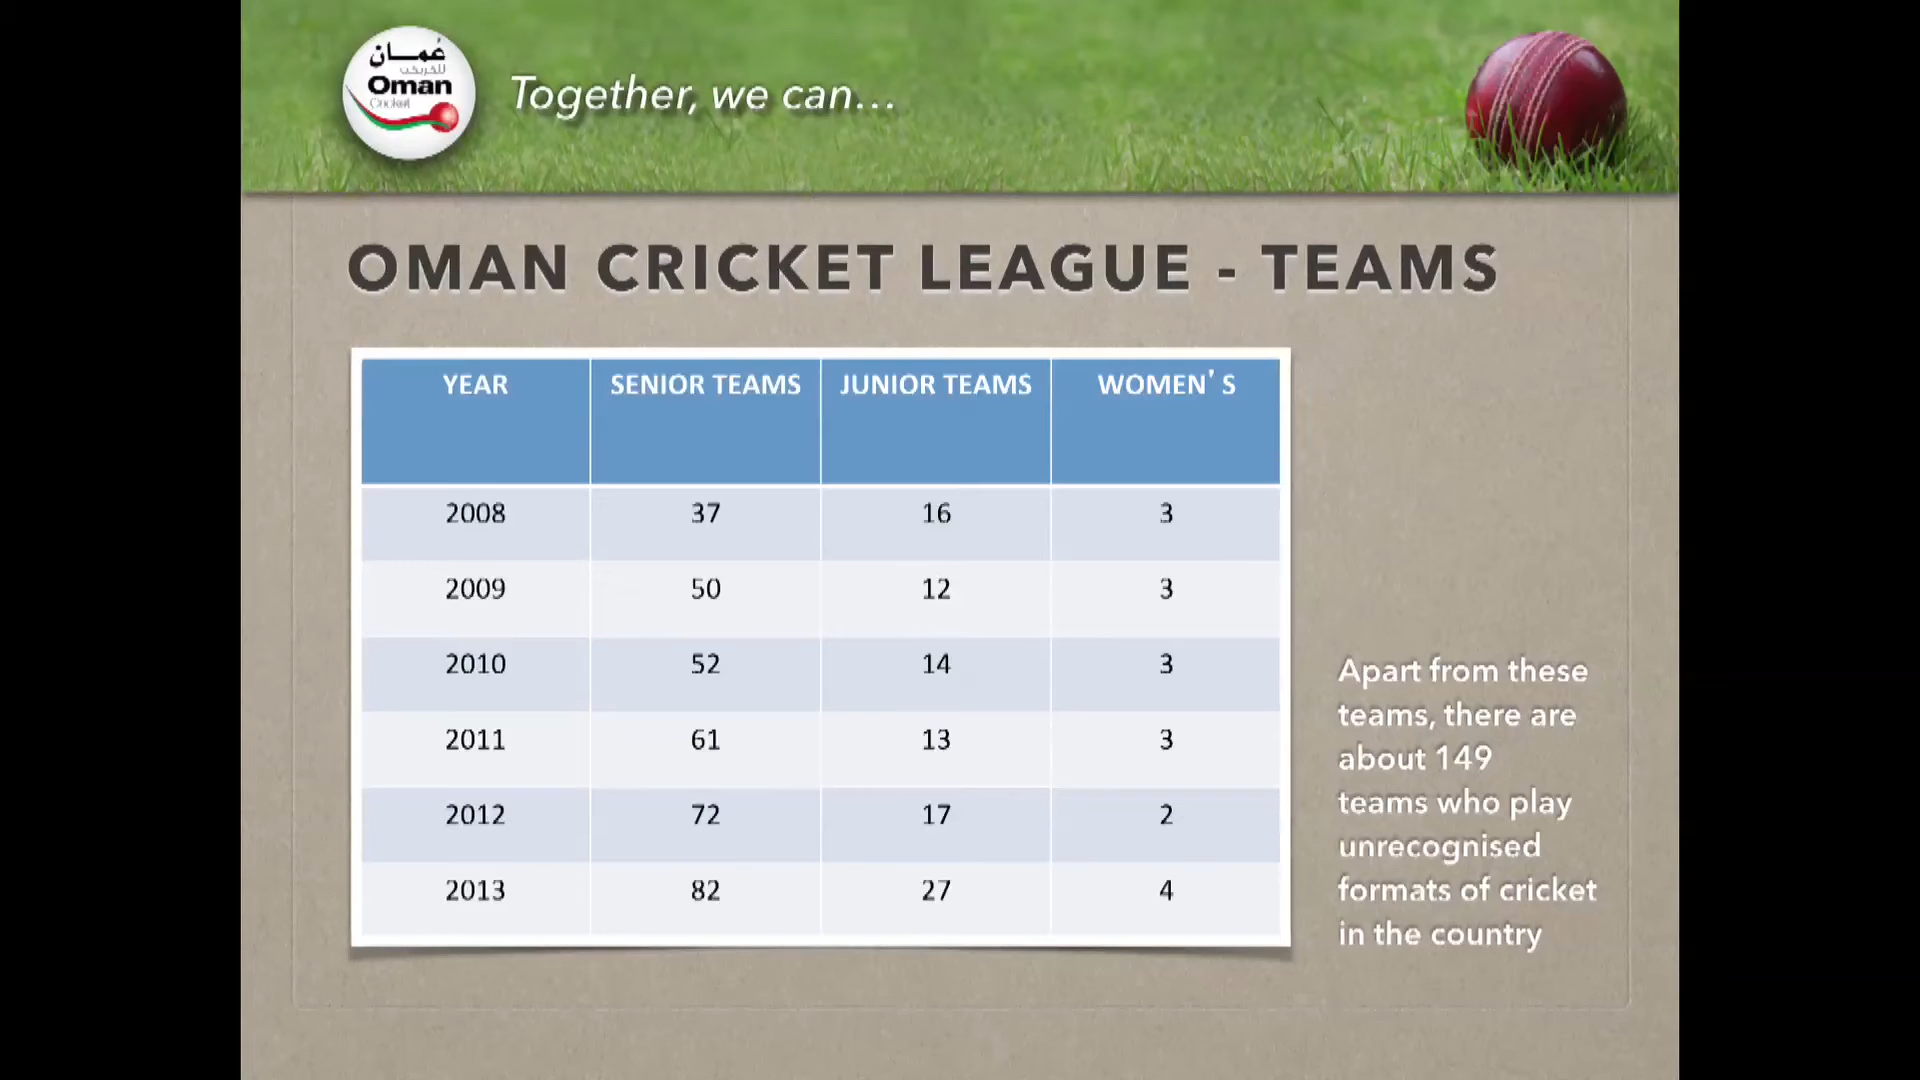 عُمان
للكريكت
Oman
Cricket
Together, we can...
OMAN CRICKET LEAGUE - TEAMS
YEAR SENIOR TEAMS JUNIOR TEAMS WOMEN'S
2008 37 16 3
2009 50 12 3
2010 52 14 3
2011 61 13 3
2012 72 17 2
2013 82 27 4
Apart from these
teams, there are
about 149
teams who play
unrecognised
formats of cricket
in the country